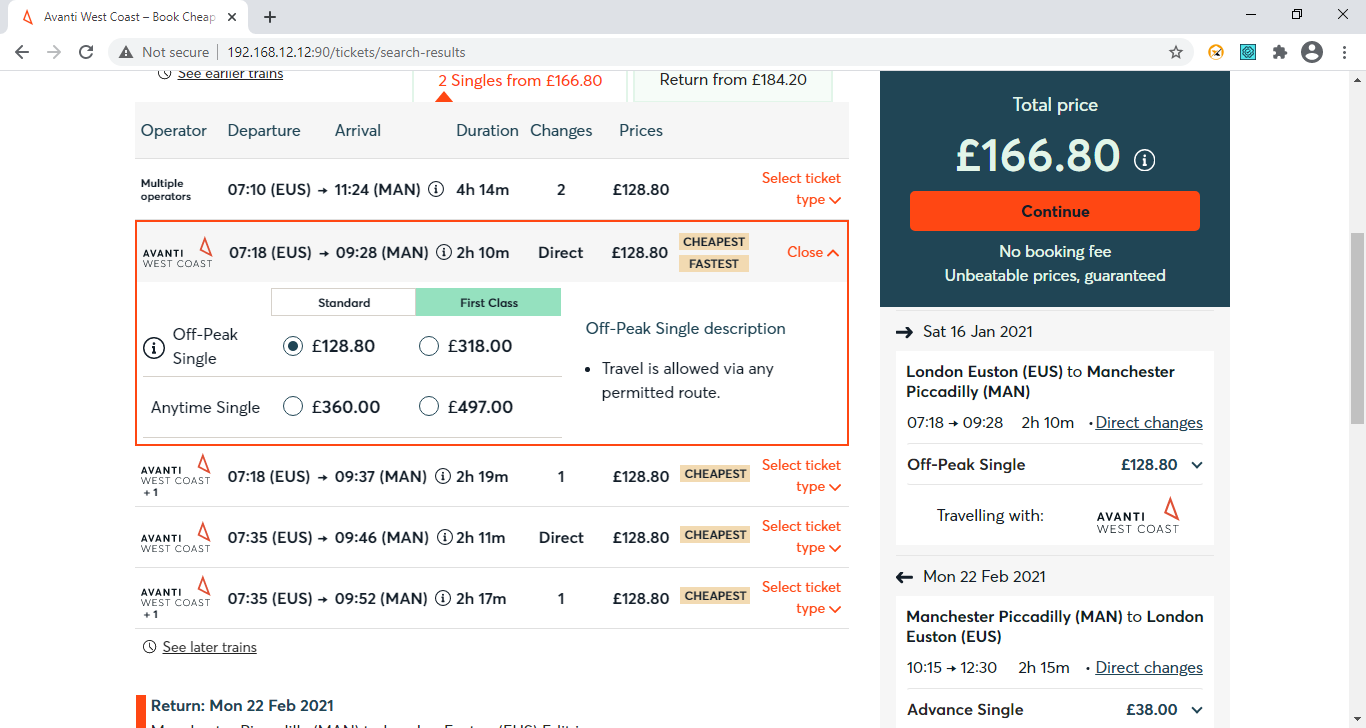 Avanti West Coast – Book Cheap
Not secure
192.168.12.12:90/tickets/search-results
See earlier trains
2 Singles from £166.80
Return from £184.20
Operator Departure Arrival Duration Changes Prices
Multiple operators 07:10 (EUS) → 11:24 (MAN) 4h 14m 2 £128.80 Select ticket type
AVANTI WEST COAST 07:18 (EUS) → 09:28 (MAN) 2h 10m Direct £128.80 CHEAPEST FASTEST Close
Standard First Class
Off-Peak Single £128.80 £318.00
Anytime Single £360.00 £497.00
Off-Peak Single description
• Travel is allowed via any
permitted route.
AVANTI WEST COAST +1 07:18 (EUS) → 09:37 (MAN) 2h 19m 1 £128.80 CHEAPEST Select ticket type
AVANTI WEST COAST 07:35 (EUS) → 09:46 (MAN) 2h 11m Direct £128.80 CHEAPEST Select ticket type
AVANTI WEST COAST +1 07:35 (EUS) → 09:52 (MAN) 2h 17m 1 £128.80 CHEAPEST Select ticket type
See later trains
Return: Mon 22 Feb 2021
Manchester Piccadilly (MAN) to London Euston (EUS) Edit
Total price
£166.80
Continue
No booking fee
Unbeatable prices, guaranteed
→ Sat 16 Jan 2021
London Euston (EUS) to Manchester
Piccadilly (MAN)
07:18 → 09:28 2h 10m • Direct changes
Off-Peak Single £128.80
Travelling with: AVANTI WEST COAST
← Mon 22 Feb 2021
Manchester Piccadilly (MAN) to London
Euston (EUS)
10:15 → 12:30 2h 15m • Direct changes
Advance Single £38.00